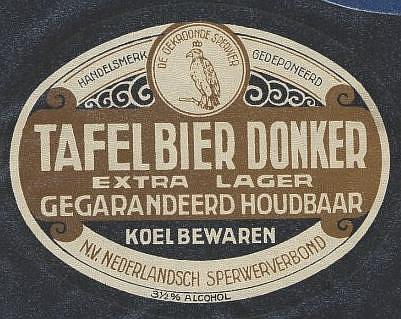 DE GEKROONDE SPERWER
HANDELSMERK GEDEPONEERD
TAFELBIER DONKER
EXTRA LAGER
GEGARANDEERD HOUDBAAR
KOEL BEWAREN
N.V. NEDERLANDSCH SPERWERVERBOND
3½% ALCOHOL